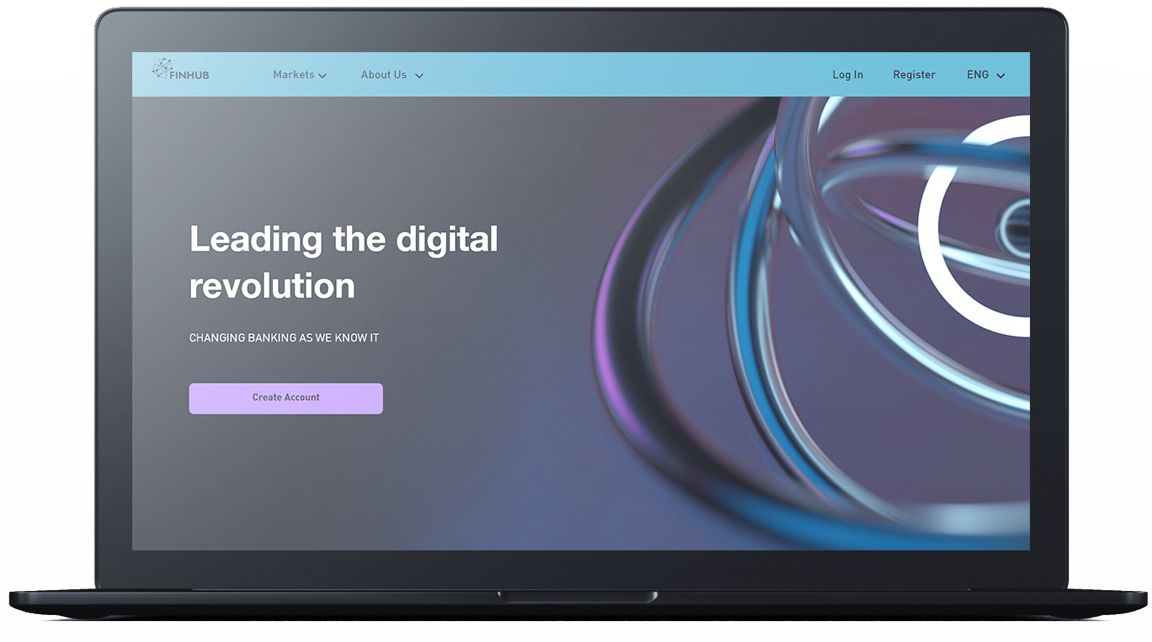 FINHUB
Markets
About Us
Log In
Register
ENG
Leading the digital
revolution
CHANGING BANKING AS WE KNOW IT
Create Account